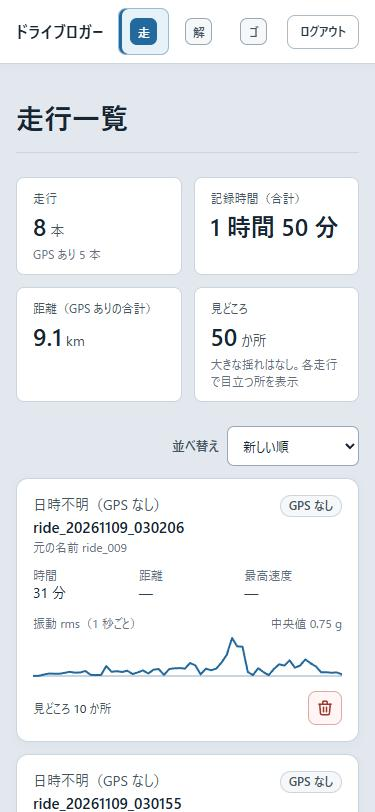 ドライブロガー
走
解
ゴ
ログアウト
走行一覧
走行
8 本
GPS あり 5 本
記録時間（合計）
1 時間 50 分
距離（GPS ありの合計）
9.1 km
見どころ
50 か所
大きな揺れはなし。各走行
で目立つ所を表示
並べ替え
新しい順
日時不明（GPS なし）
GPS なし
ride_20261109_030206
元の名前 ride_009
時間
距離
最高速度
31 分
—
—
振動 rms（1 秒ごと）
中央値 0.75 g
見どころ 10 か所
日時不明（GPS なし）
GPS なし
ride_20261109_030155